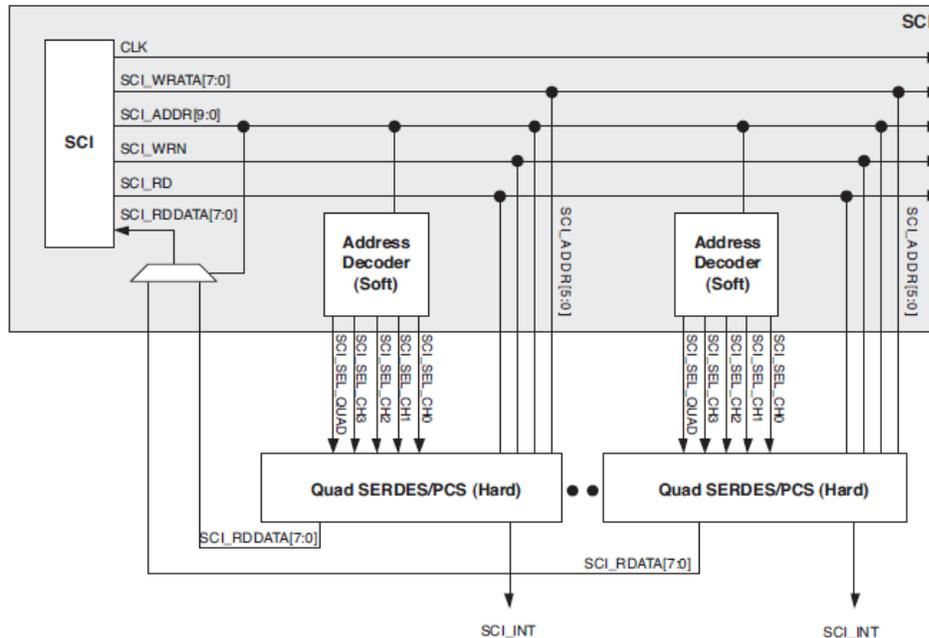 SCI
CLK
SCI_WRATA[7:0]
SCI_ADDR[9:0]
SCI
SCI_WRN
SCI_RD
SCI_RDDATA[7:0]
Address
Decoder
(Soft)
SCI_ADDR[5:0]
Address
Decoder
(Soft)
SCI_ADDR[5:0]
SCI_SEL_QUAD
SCI_SEL_CH3
SCI_SEL_CH2
SCI_SEL_CH1
SCI_SEL_CH0
SCI_SEL_QUAD
SCI_SEL_CH3
SCI_SEL_CH2
SCI_SEL_CH1
SCI_SEL_CH0
Quad SERDES/PCS (Hard)
Quad SERDES/PCS (Hard)
SCI_RDDATA[7:0]
SCI_RDATA[7:0]
SCI_INT
SCI_INT